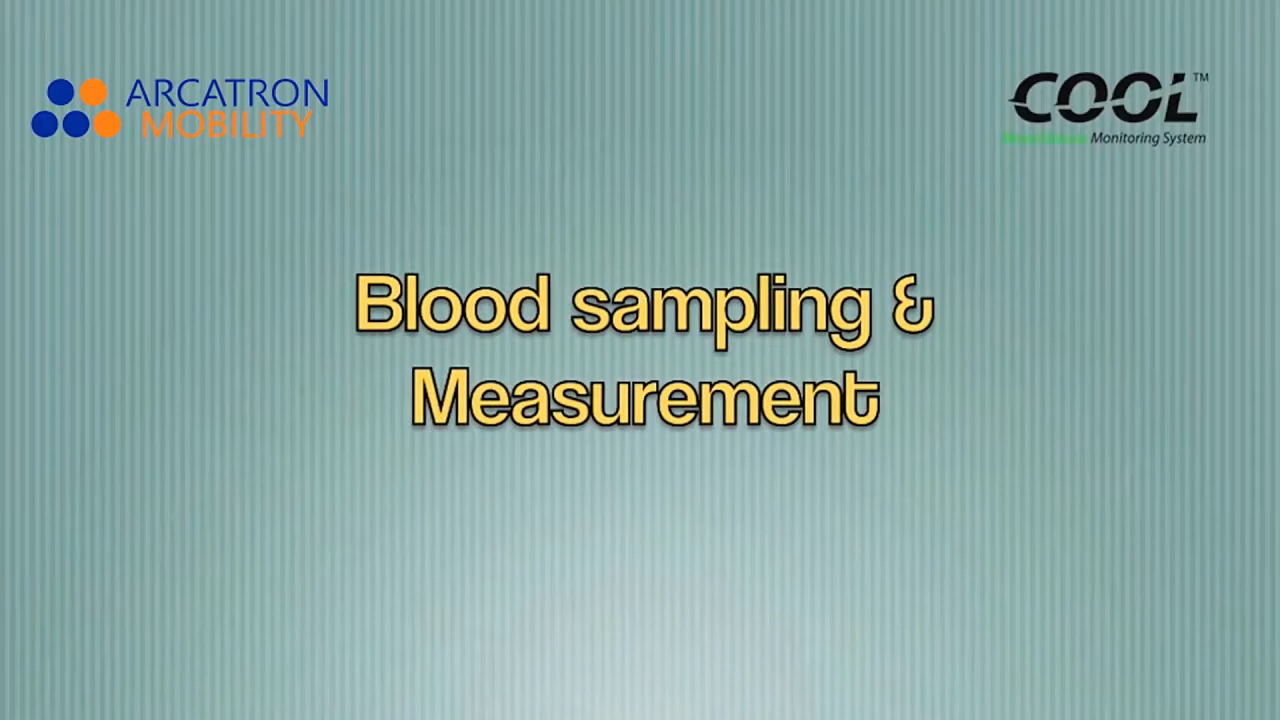 ARCATRON
MOBILITY
COOL™
Monitoring System
Blood sampling &
Measurement